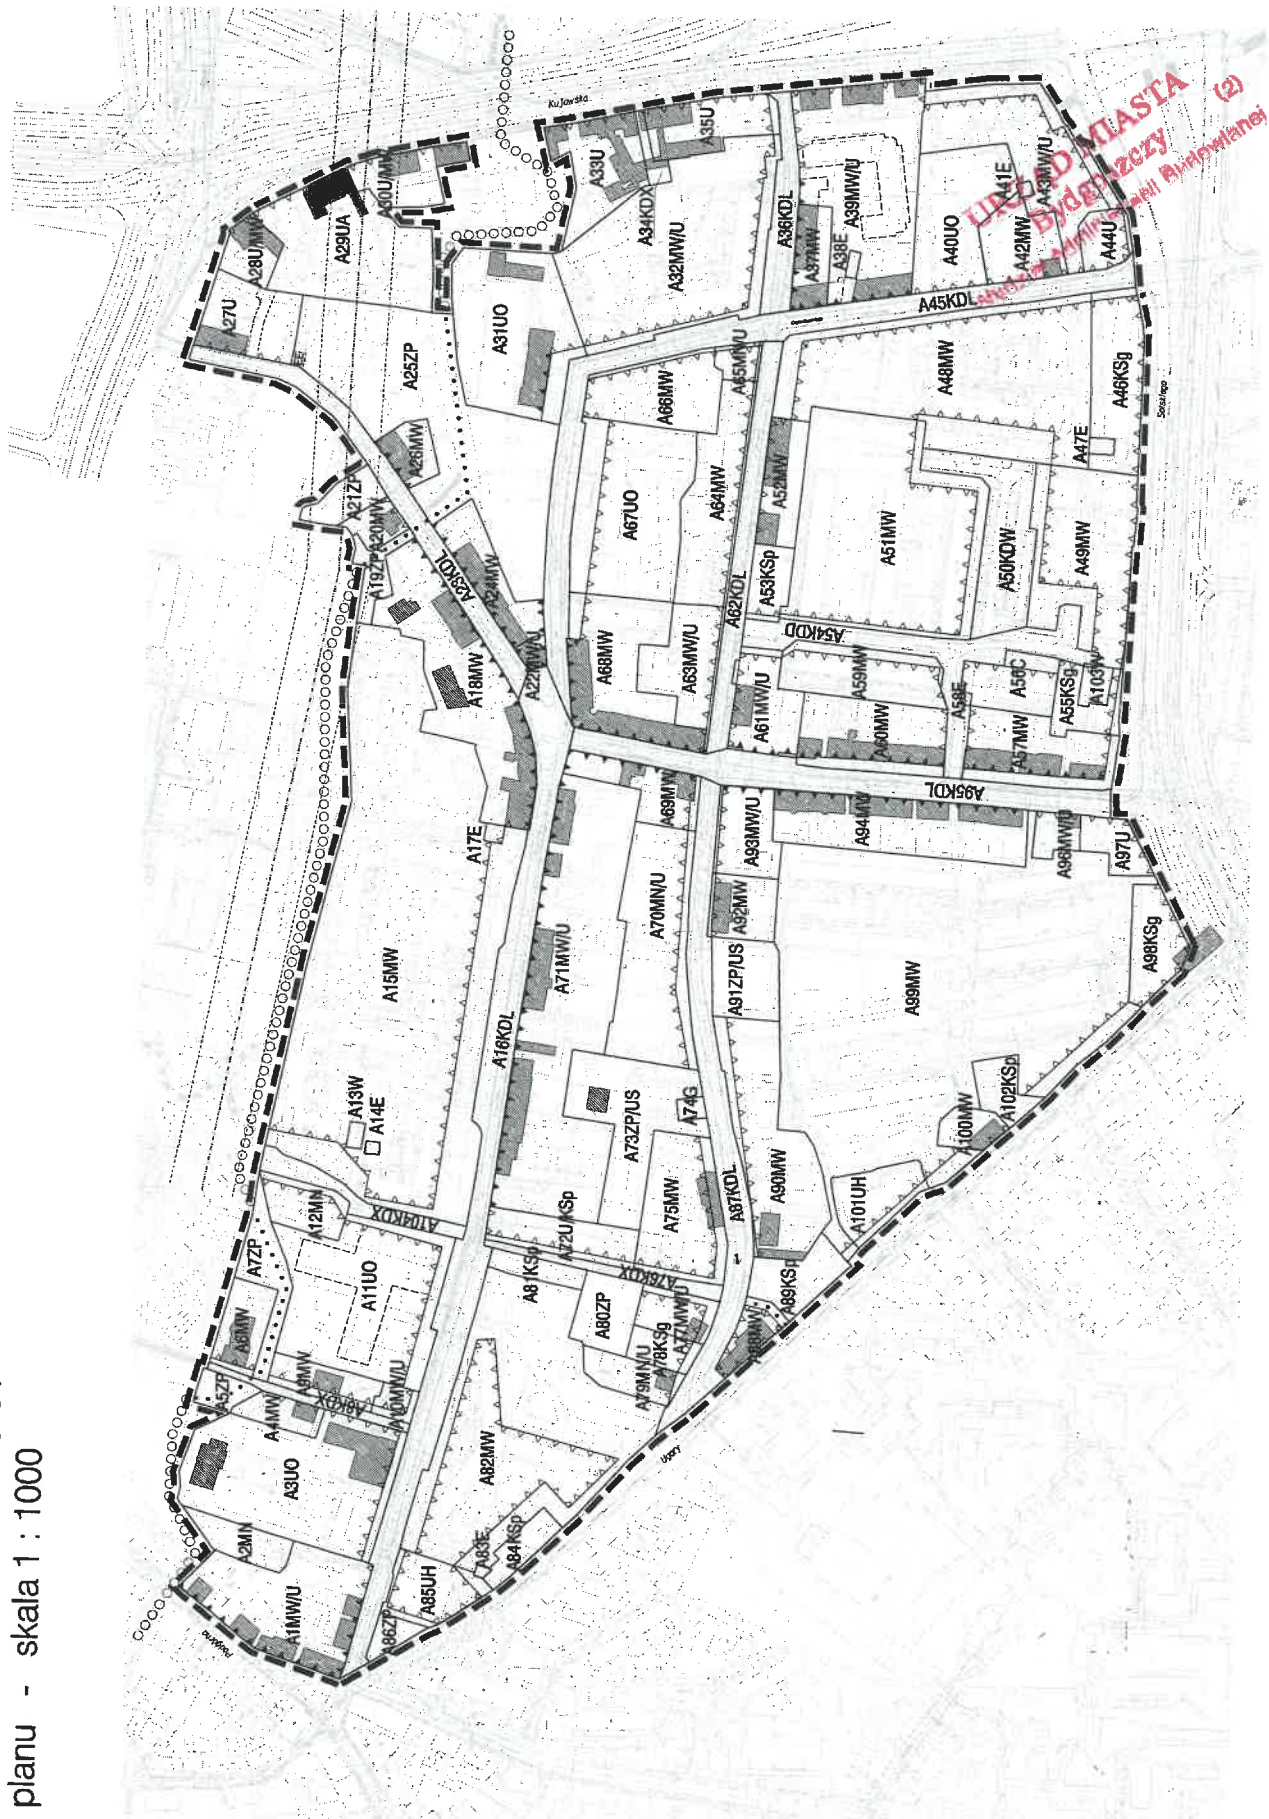 planu - skala 1 : 1000
Kujawska
A33U
A35U
A30U/MW
A29UA
A28U/MW
A27U
A34KDX
A32MW/U
A36KDL
A37MW
A38E
A39MW/U
A40UO
A41E
A42MW
A43MW/U
A44U
URZĄD MIASTA
Bydgoszczy
(2)
A45KDL
A31UO
A25ZP
A26MW
A21ZP
A20MW
A19ZP
A23KDL
A24MW
A22MW/U
A18MW
A66MW
A65MW/U
A67UO
A64MW
A62KDL
A68MW
A63MW/U
A52MW
A53KSp
A48MW
A46KSg
A47E
A51MW
A50KDW
A49MW
A54KDD
A61MW/U
A59MW
A60MW
A58E
A56C
A55KSg
A103W
A57MW
A95KDL
A17E
A15MW
A16KDL
A71MW/U
A69MW
A70MN/U
A93MW/U
A94MW
A96MW/U
A97U
A92MW
A91ZP/US
A98KSg
A99MW
A13W
A14E
A73ZP/US
A74G
A75MW
A87KDL
A90MW
A100MW
A102KSp
A101UH
A12MN
A104KDX
A72U/KSp
A7ZP
A11UO
A81KSp
A76KDX
A80ZP
A77MW/U
A78KSg
A79MN/U
A88MW
A89KSp
A6MW
A5ZP
A9MW
A8KDX
A10MW/U
A4MW
A3UO
A82MW
Ugory
A2MN
A1MW/U
A83E
A84KSp
A85UH
A86ZP
Podgórna